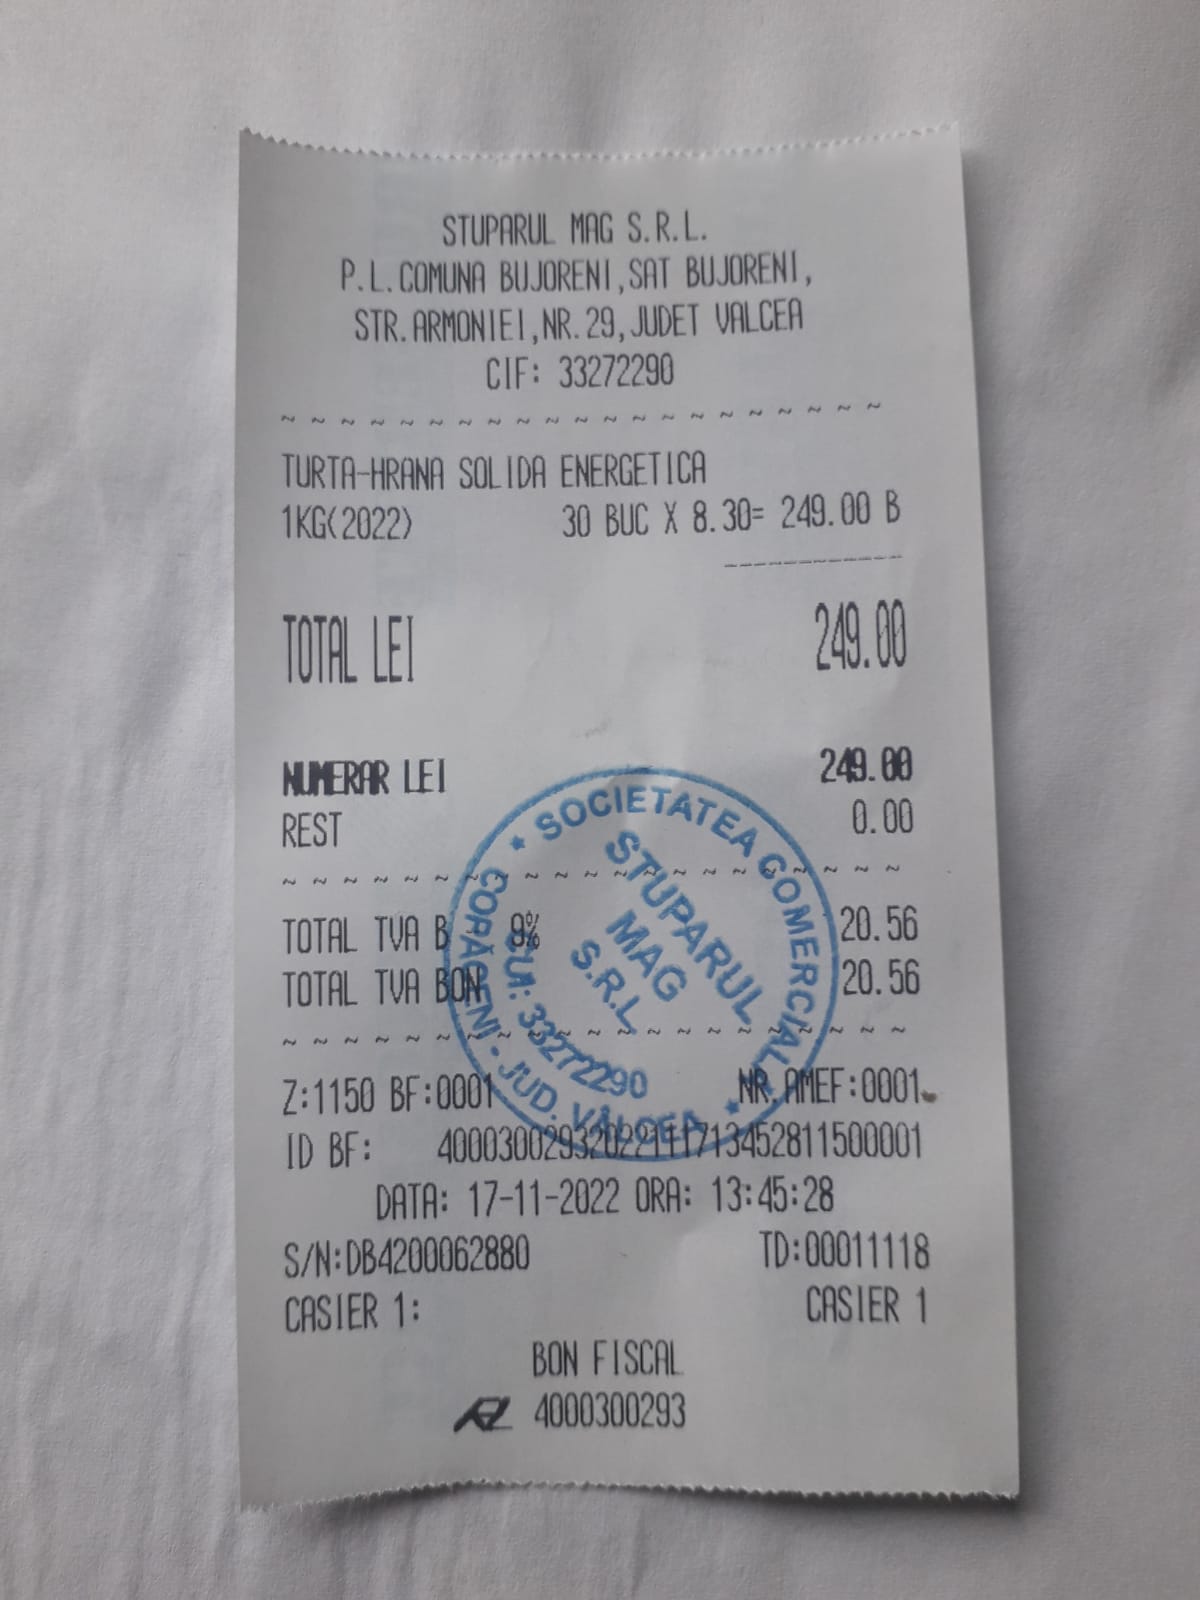 STUPARUL MAG S.R.L.
P.L.COMUNA BUJORENI,SAT BUJORENI,
STR.ARMONIEI,NR.29,JUDET VALCEA
CIF: 33272290
~ ~ ~ ~ ~ ~ ~ ~ ~ ~ ~ ~ ~ ~ ~ ~ ~ ~ ~ ~ ~
TURTA-HRANA SOLIDA ENERGETICA
1KG(2022) 30 BUC X 8.30= 249.00 B
------------
TOTAL LEI 249.00
NUMERAR LEI 249.00
REST 0.00
~ ~ ~ ~ ~ ~ ~ ~ ~ ~ ~ ~ ~ ~ ~ ~ ~ ~ ~ ~ ~
TOTAL TVA B - 9% 20.56
TOTAL TVA BON 20.56
~ ~ ~ ~ ~ ~ ~ ~ ~ ~ ~ ~ ~ ~ ~ ~ ~ ~ ~ ~ ~
Z:1150 BF:0001 NR.AMEF:0001
ID BF: 40003002932022111713452811500001
DATA: 17-11-2022 ORA: 13:45:28
S/N:DB4200062880 TD:00011118
CASIER 1: CASIER 1
BON FISCAL
4000300293
* SOCIETATEA COMERCIALĂ *
STUPARUL
MAG
S.R.L
CUI: 33272290
CORĂCENI - JUD. VÂLCEA